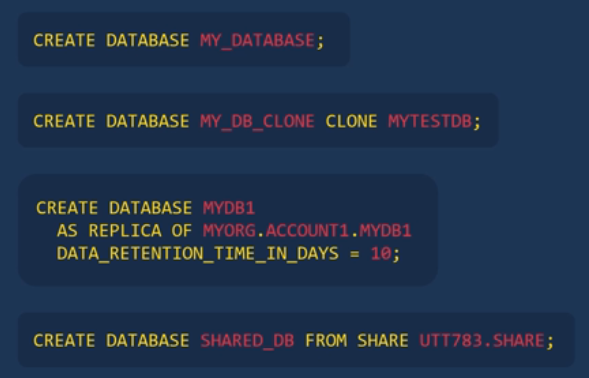 CREATE DATABASE MY_DATABASE;
CREATE DATABASE MY_DB_CLONE CLONE MYTESTDB;
CREATE DATABASE MYDB1
AS REPLICA OF MYORG.ACCOUNT1.MYDB1
DATA_RETENTION_TIME_IN_DAYS = 10;
CREATE DATABASE SHARED_DB FROM SHARE UTT783.SHARE;